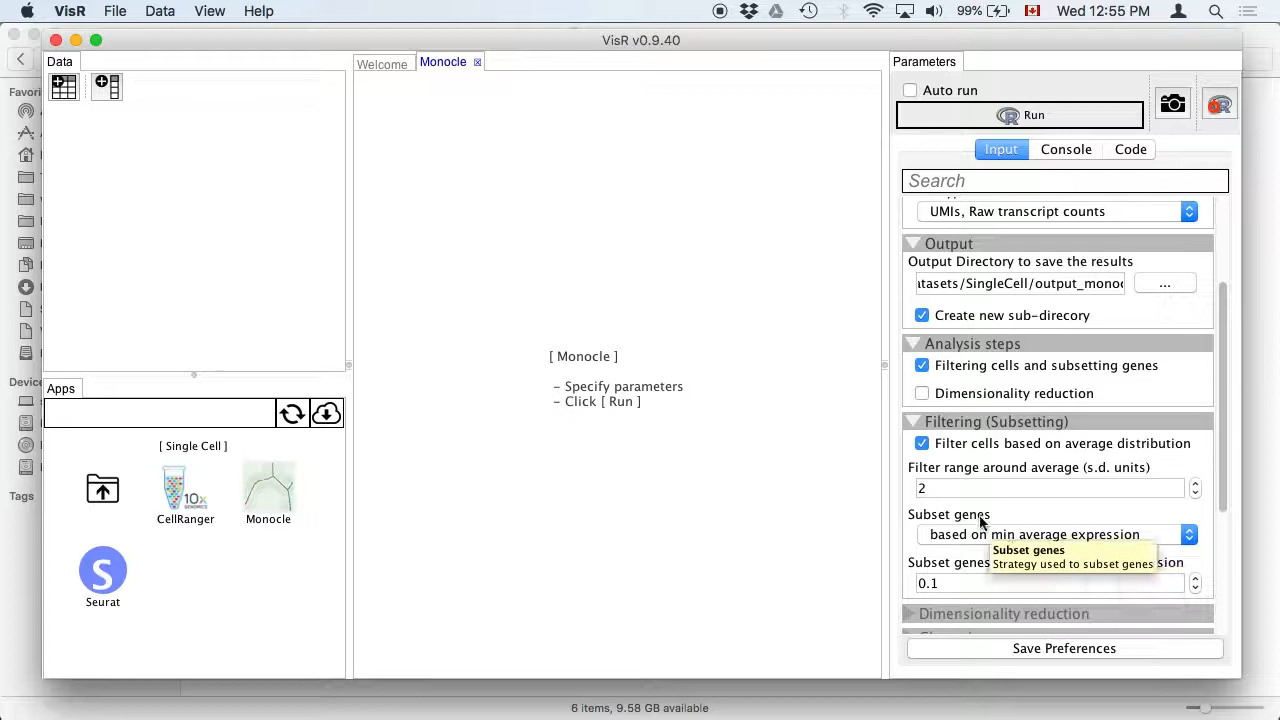 VisR File Data View Help
99% Wed 12:55 PM
VisR v0.9.40
Favori
Device
Tags
Data
Apps
[ Single Cell ]
10x
GENOMICS
CellRanger
Monocle
S
Seurat
Welcome Monocle
[ Monocle ]
– Specify parameters
– Click [ Run ]
Parameters
Auto run
R Run
Input Console Code
Search
UMIs, Raw transcript counts
Output
Output Directory to save the results
atasets/SingleCell/output_monoc ...
Create new sub-direcory
Analysis steps
Filtering cells and subsetting genes
Dimensionality reduction
Filtering (Subsetting)
Filter cells based on average distribution
Filter range around average (s.d. units)
2
Subset genes
based on min average expression
Subset genes
Strategy used to subset genes
Subset genes sion
0.1
Dimensionality reduction
Save Preferences
6 items, 9.58 GB available